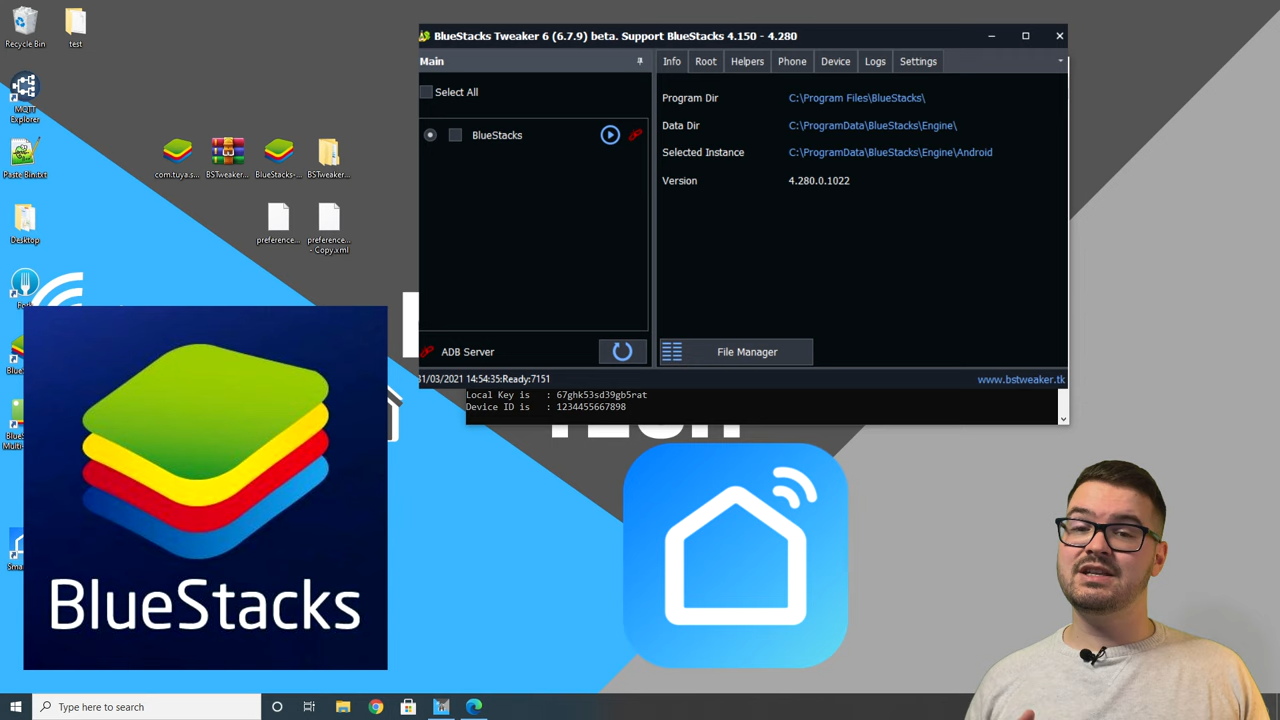 BlueStacks Tweaker 6 (6.7.9) beta. Support BlueStacks 4.150 - 4.280
Main
Info Root Helpers Phone Device Logs Settings
Select All
BlueStacks
Program Dir C:\Program Files\BlueStacks\
Data Dir C:\ProgramData\BlueStacks\Engine\
Selected Instance C:\ProgramData\BlueStacks\Engine\Android
Version 4.280.0.1022
ADB Server
File Manager
31/03/2021 14:54:35:Ready:7151
www.bstweaker.tk
Local Key is : 67ghk53sd39gb5rat
Device ID is : 1234455667898
Recycle Bin
test
MQTT
Explorer
com.tuya.s...
BSTweaker...
BlueStacks-...
BSTweaker...
Paste Bin.txt
Desktop
preference...
preference...
- Copy.xml
BlueStacks
TECH
Type here to search